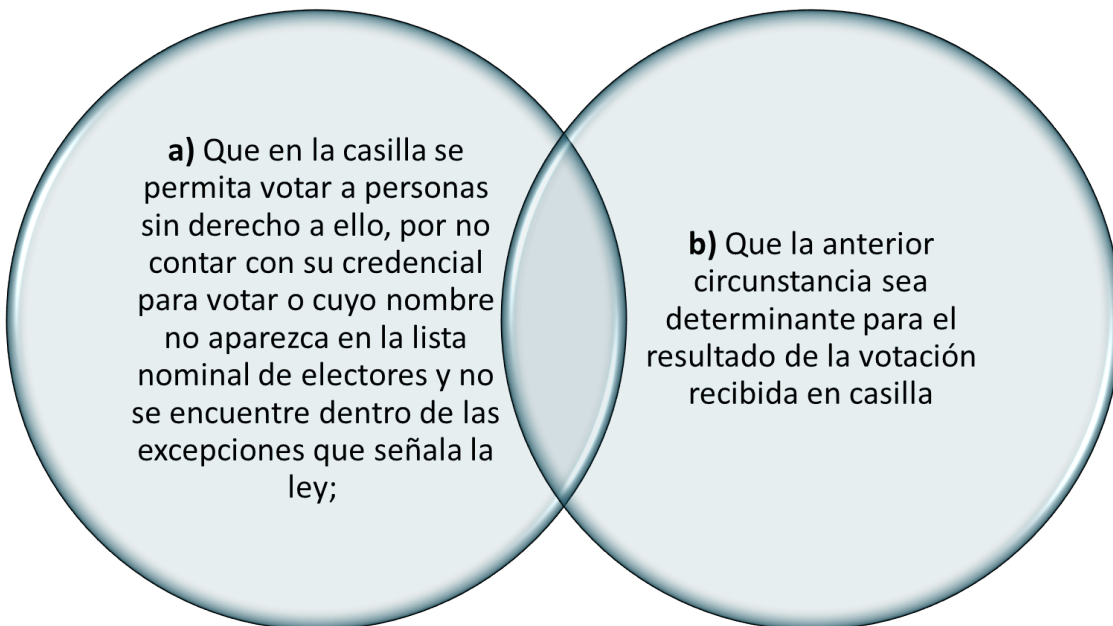 a) Que en la casilla se
permita votar a personas
sin derecho a ello, por no
contar con su credencial
para votar o cuyo nombre
no aparezca en la lista
nominal de electores y no
se encuentre dentro de las
excepciones que señala la
ley;
b) Que la anterior
circunstancia sea
determinante para el
resultado de la votación
recibida en casilla